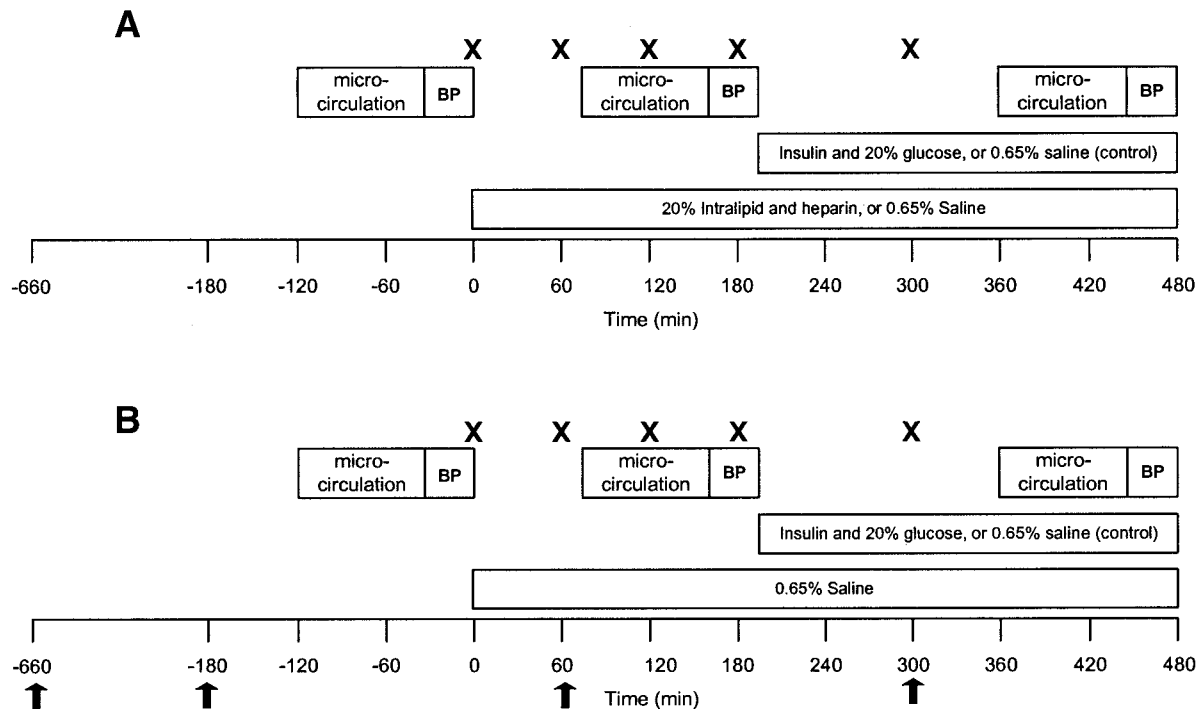 A
X X X X X
micro-
circulation
BP
micro-
circulation
BP
micro-
circulation
BP
Insulin and 20% glucose, or 0.65% saline (control)
20% Intralipid and heparin, or 0.65% Saline
-660 -180 -120 -60 0 60 120 180 240 300 360 420 480
Time (min)
B
X X X X X
micro-
circulation
BP
micro-
circulation
BP
micro-
circulation
BP
Insulin and 20% glucose, or 0.65% saline (control)
0.65% Saline
-660 -180 -120 -60 0 60 120 180 240 300 360 420 480
Time (min)